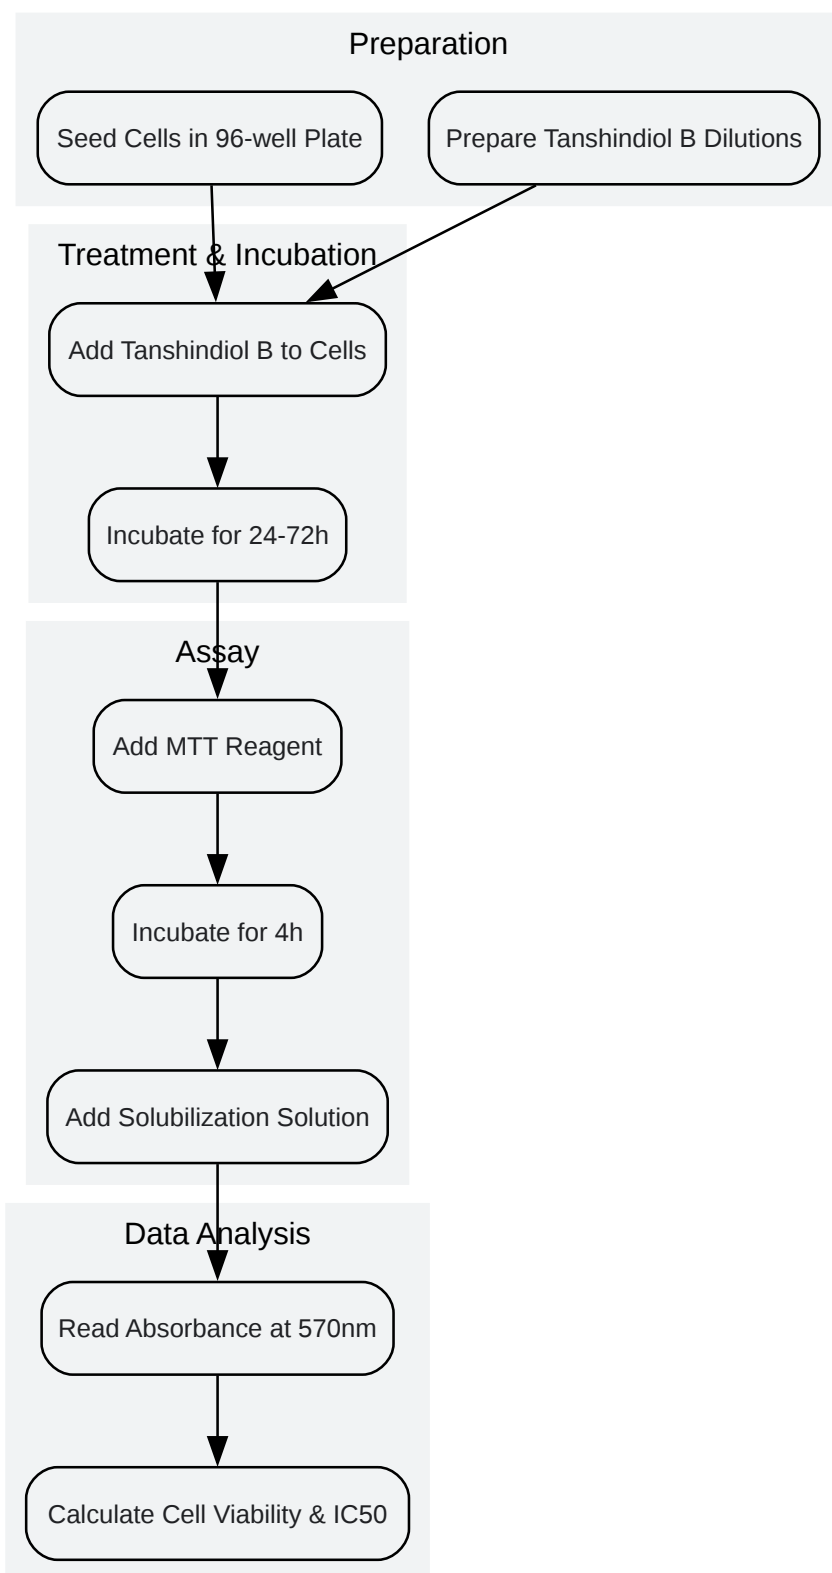 Preparation
Seed Cells in 96-well Plate
Prepare Tanshindiol B Dilutions
Treatment & Incubation
Add Tanshindiol B to Cells
Incubate for 24-72h
Assay
Add MTT Reagent
Incubate for 4h
Add Solubilization Solution
Data Analysis
Read Absorbance at 570nm
Calculate Cell Viability & IC50